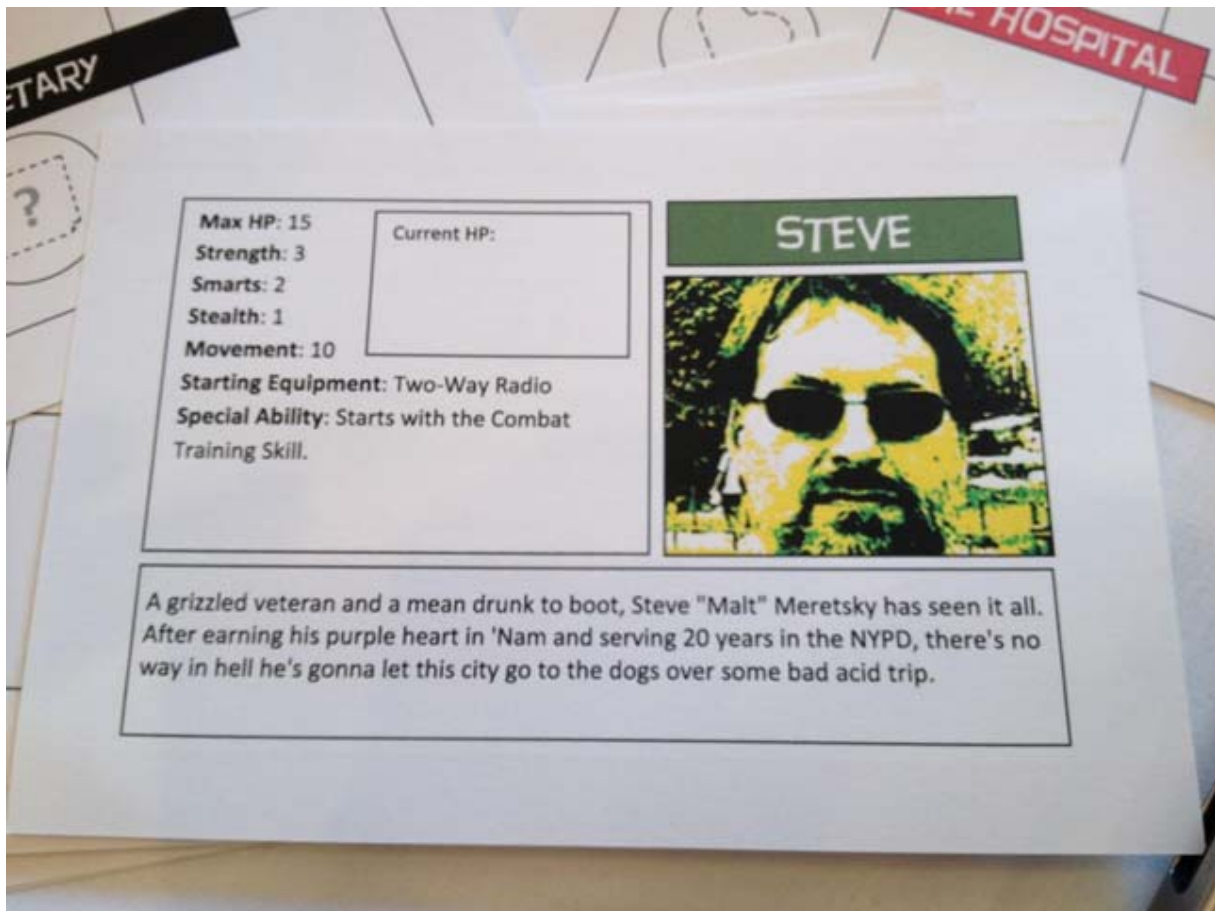 ETARY
HOSPITAL
?
Max HP: 15
Strength: 3
Smarts: 2
Stealth: 1
Movement: 10
Starting Equipment: Two-Way Radio
Special Ability: Starts with the Combat
Training Skill.
Current HP:
STEVE
A grizzled veteran and a mean drunk to boot, Steve "Malt" Meretsky has seen it all.
After earning his purple heart in 'Nam and serving 20 years in the NYPD, there's no
way in hell he's gonna let this city go to the dogs over some bad acid trip.